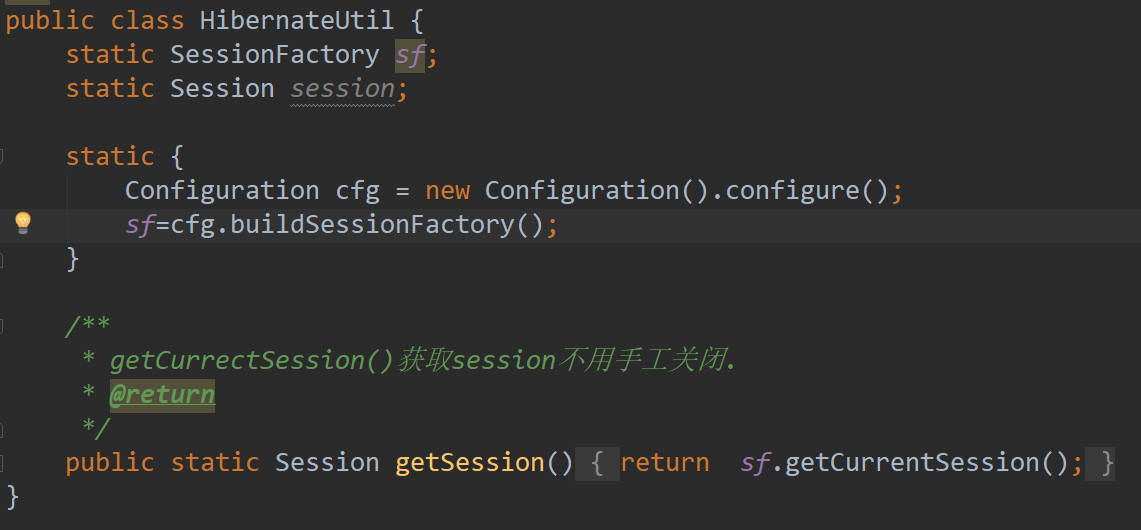 public class HibernateUtil {
static SessionFactory sf;
static Session session;
static {
Configuration cfg = new Configuration().configure();
sf=cfg.buildSessionFactory();
}
/**
* getCurrectSession()获取session不用手工关闭.
* @return
*/
public static Session getSession() { return  sf.getCurrentSession(); }
}